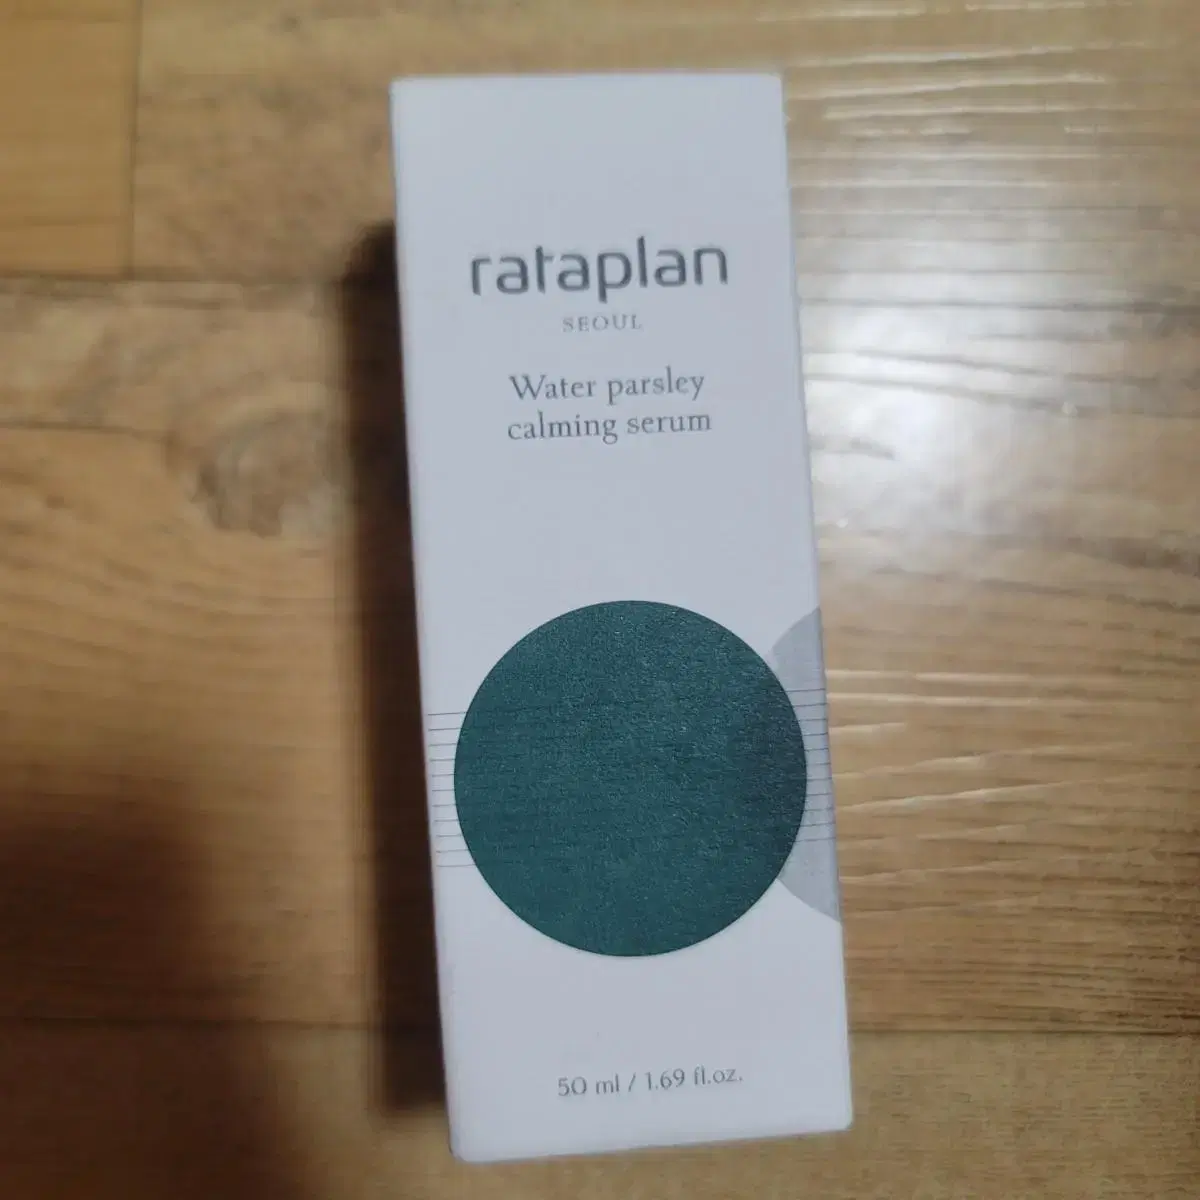 rataplan
SEOUL
Water parsley
calming serum
50 ml / 1.69 fl.oz.